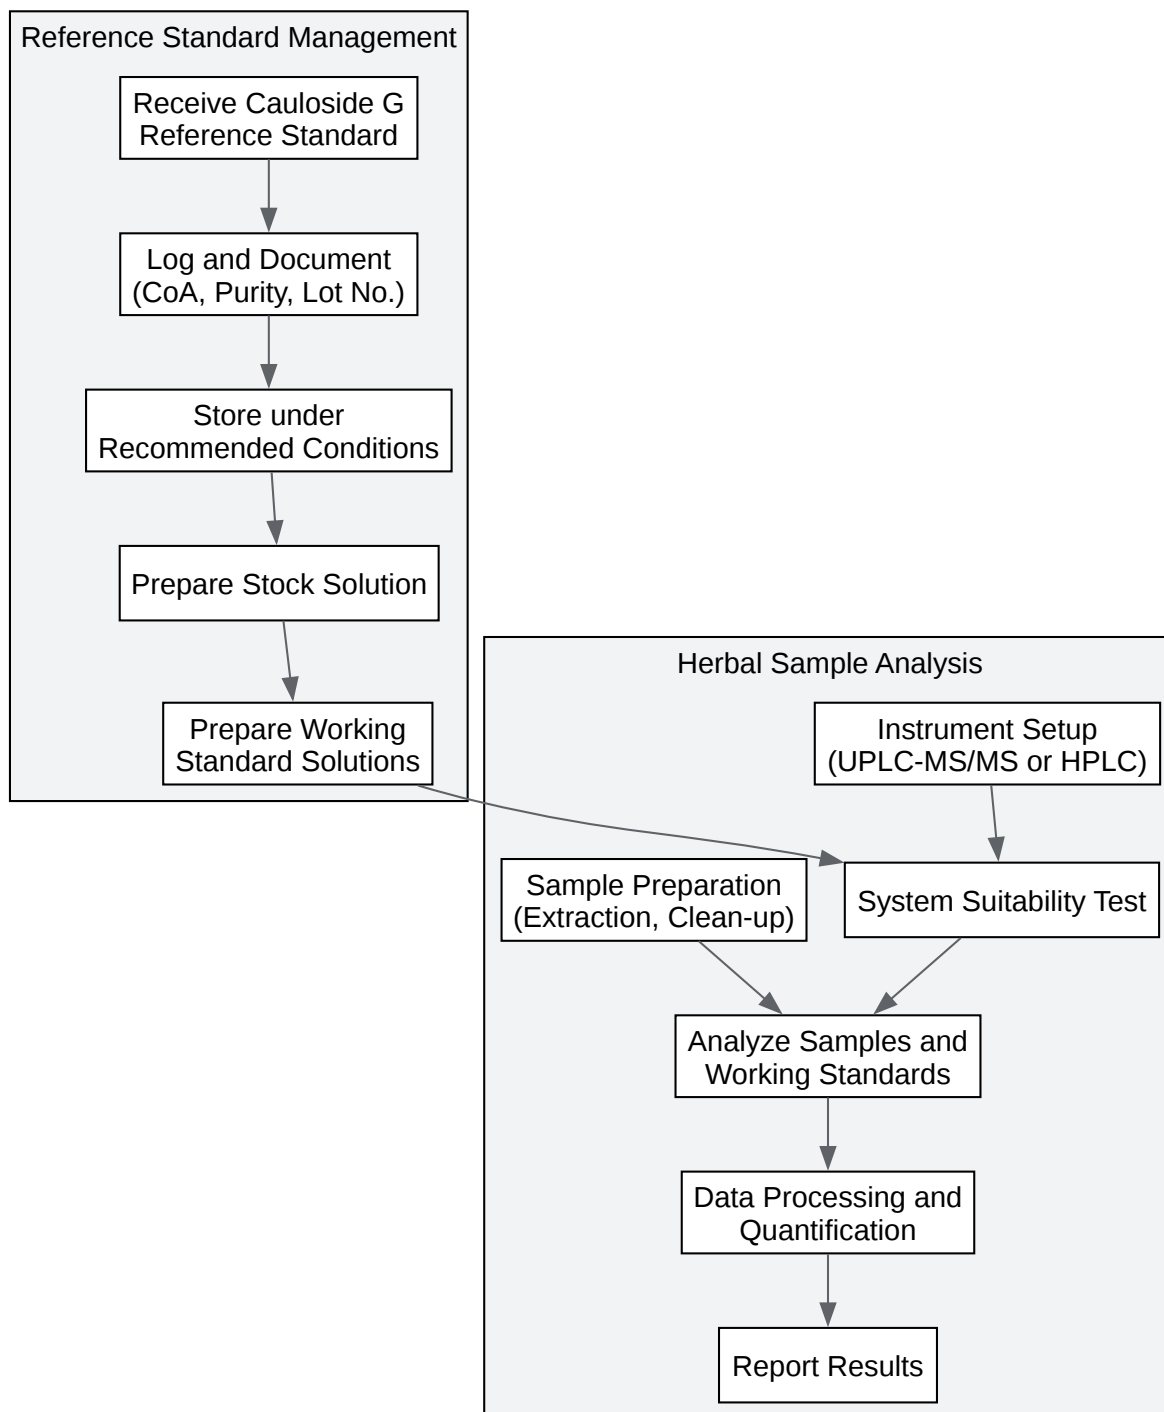 Reference Standard Management
Receive Cauloside G
Reference Standard
Log and Document
(CoA, Purity, Lot No.)
Store under
Recommended Conditions
Prepare Stock Solution
Prepare Working
Standard Solutions
Herbal Sample Analysis
Instrument Setup
(UPLC-MS/MS or HPLC)
Sample Preparation
(Extraction, Clean-up)
System Suitability Test
Analyze Samples and
Working Standards
Data Processing and
Quantification
Report Results